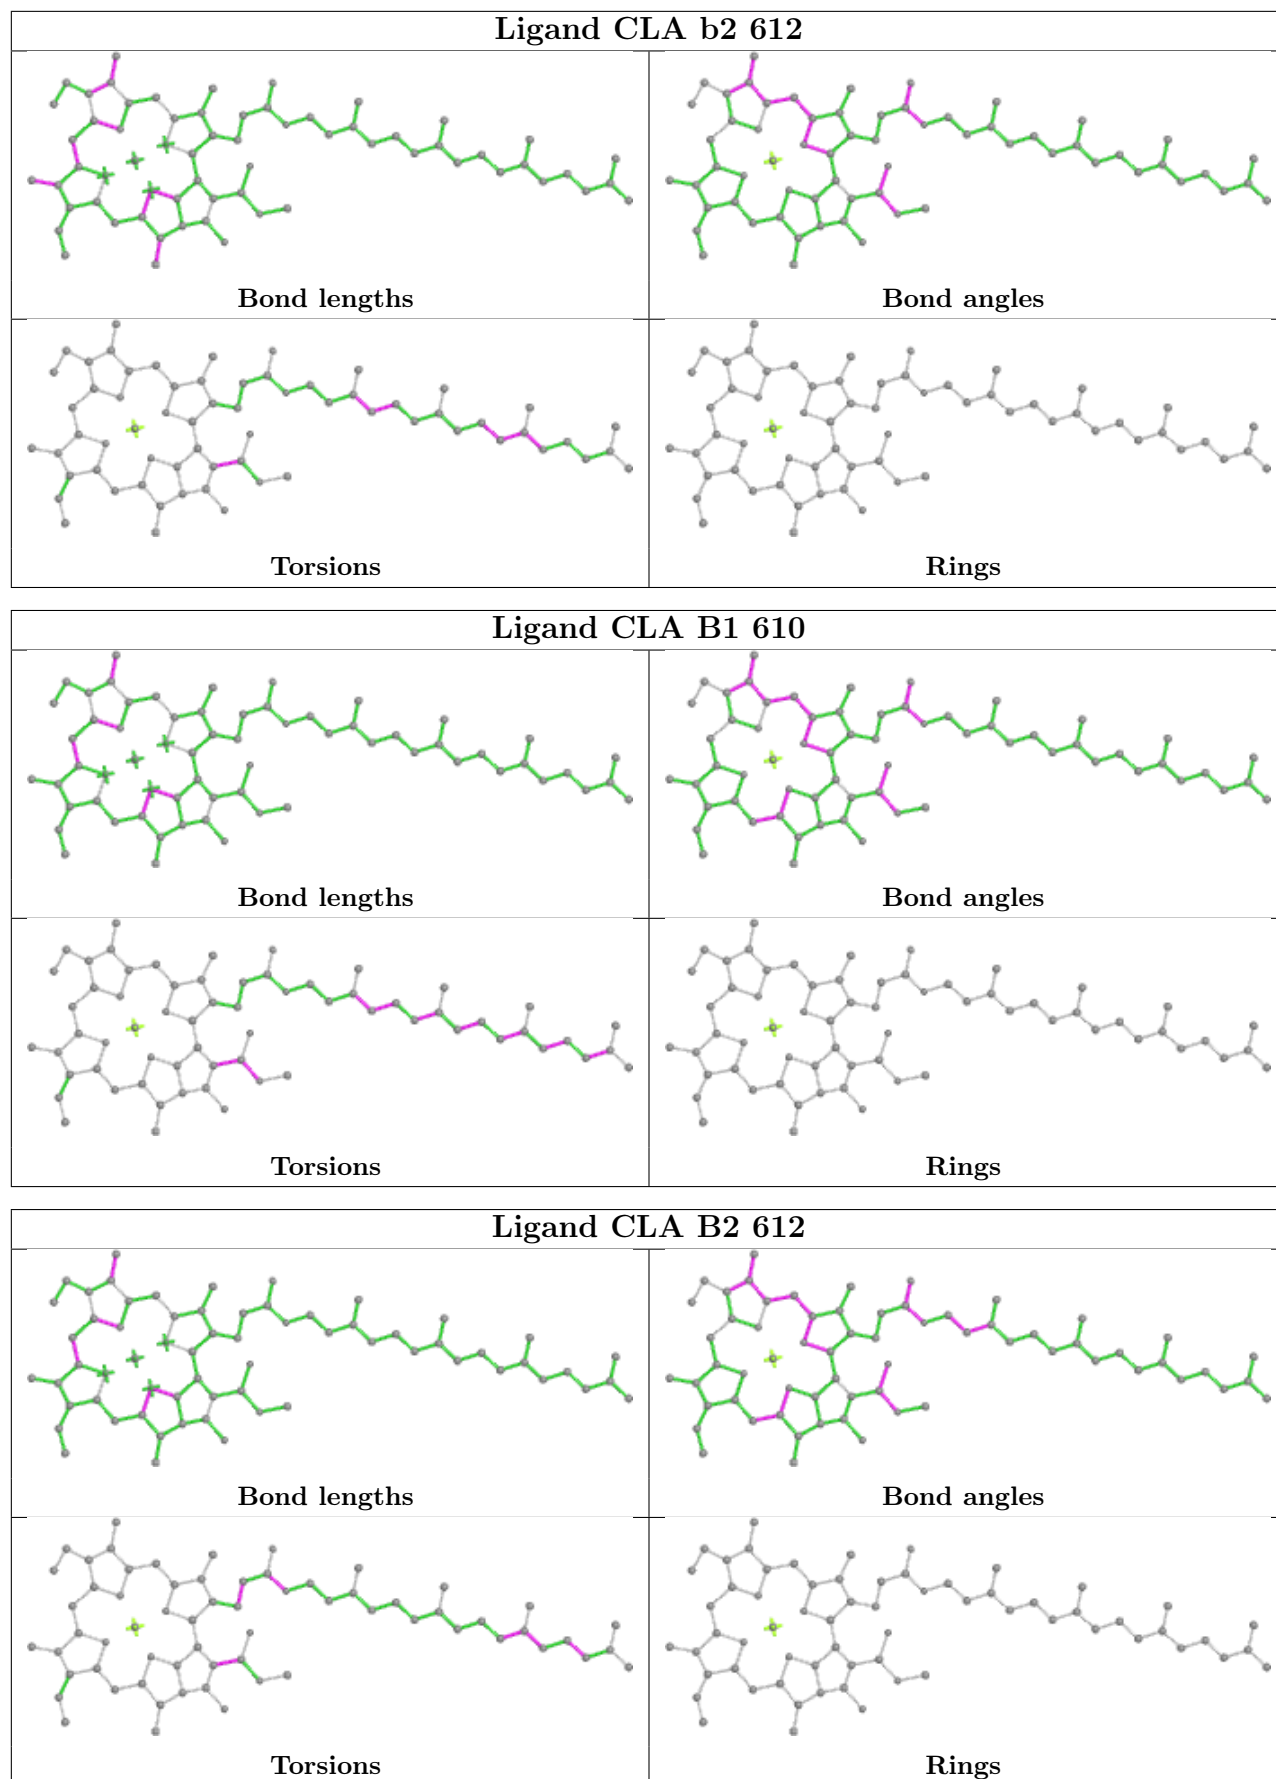 Ligand CLA b2 612
Bond lengths
Bond angles
Torsions
Rings
Ligand CLA B1 610
Bond lengths
Bond angles
Torsions
Rings
Ligand CLA B2 612
Bond lengths
Bond angles
Torsions
Rings